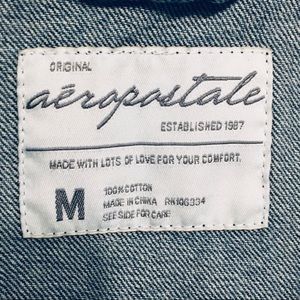 ORIGINAL
aéropostale
ESTABLISHED 1987
MADE WITH LOTS OF LOVE FOR YOUR COMFORT.
M
100% COTTON
MADE IN CHINA RN106334
SEE SIDE FOR CARE